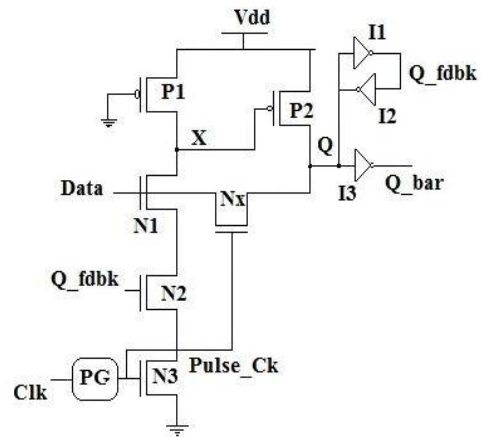 Vdd
I1
P1
P2
Q_fdbk
I2
X
Q
Data
Nx
I3
Q_bar
N1
Q_fdbk
N2
Pulse_Ck
PG
N3
Clk